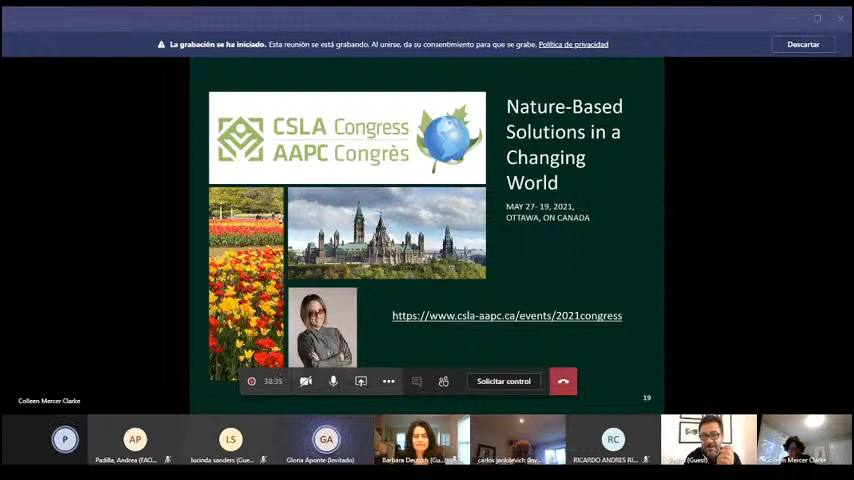 La grabación se ha iniciado. Esta reunión se está grabando. Al unirse, da su consentimiento para que se grabe. Política de privacidad
Descartar
CSLA Congress
AAPC Congrès
Nature-Based
Solutions in a
Changing
World
MAY 27- 19, 2021,
OTTAWA, ON CANADA
https://www.csla-aapc.ca/events/2021congress
38:35
Solicitar control
19
Colleen Mercer Clarke
P
AP
LS
GA
RC
Padilla, Andrea (FAO...
lucinda sanders (Gue...
Gloria Aponte (Invitado)
Barbara Deutsch (Gu...
carlos jankilevich (Inv...
RICARDO ANDRES RI...
(Guest)
Colleen Mercer Clarke